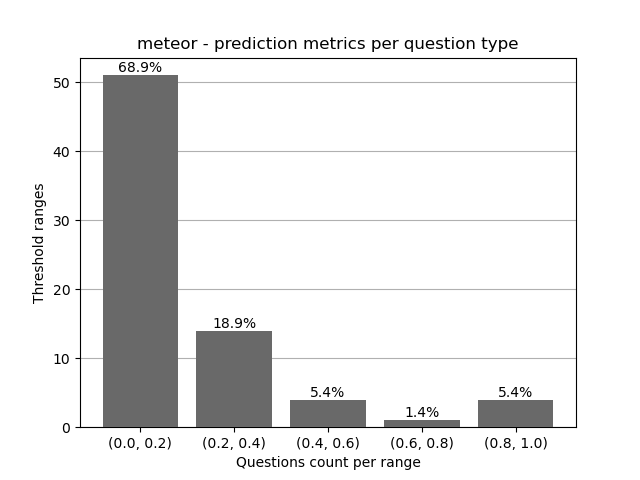 meteor - prediction metrics per question type
68.9%
18.9%
5.4%
1.4%
5.4%
50
40
30
20
10
0
Threshold ranges
(0.0, 0.2) (0.2, 0.4) (0.4, 0.6) (0.6, 0.8) (0.8, 1.0)
Questions count per range